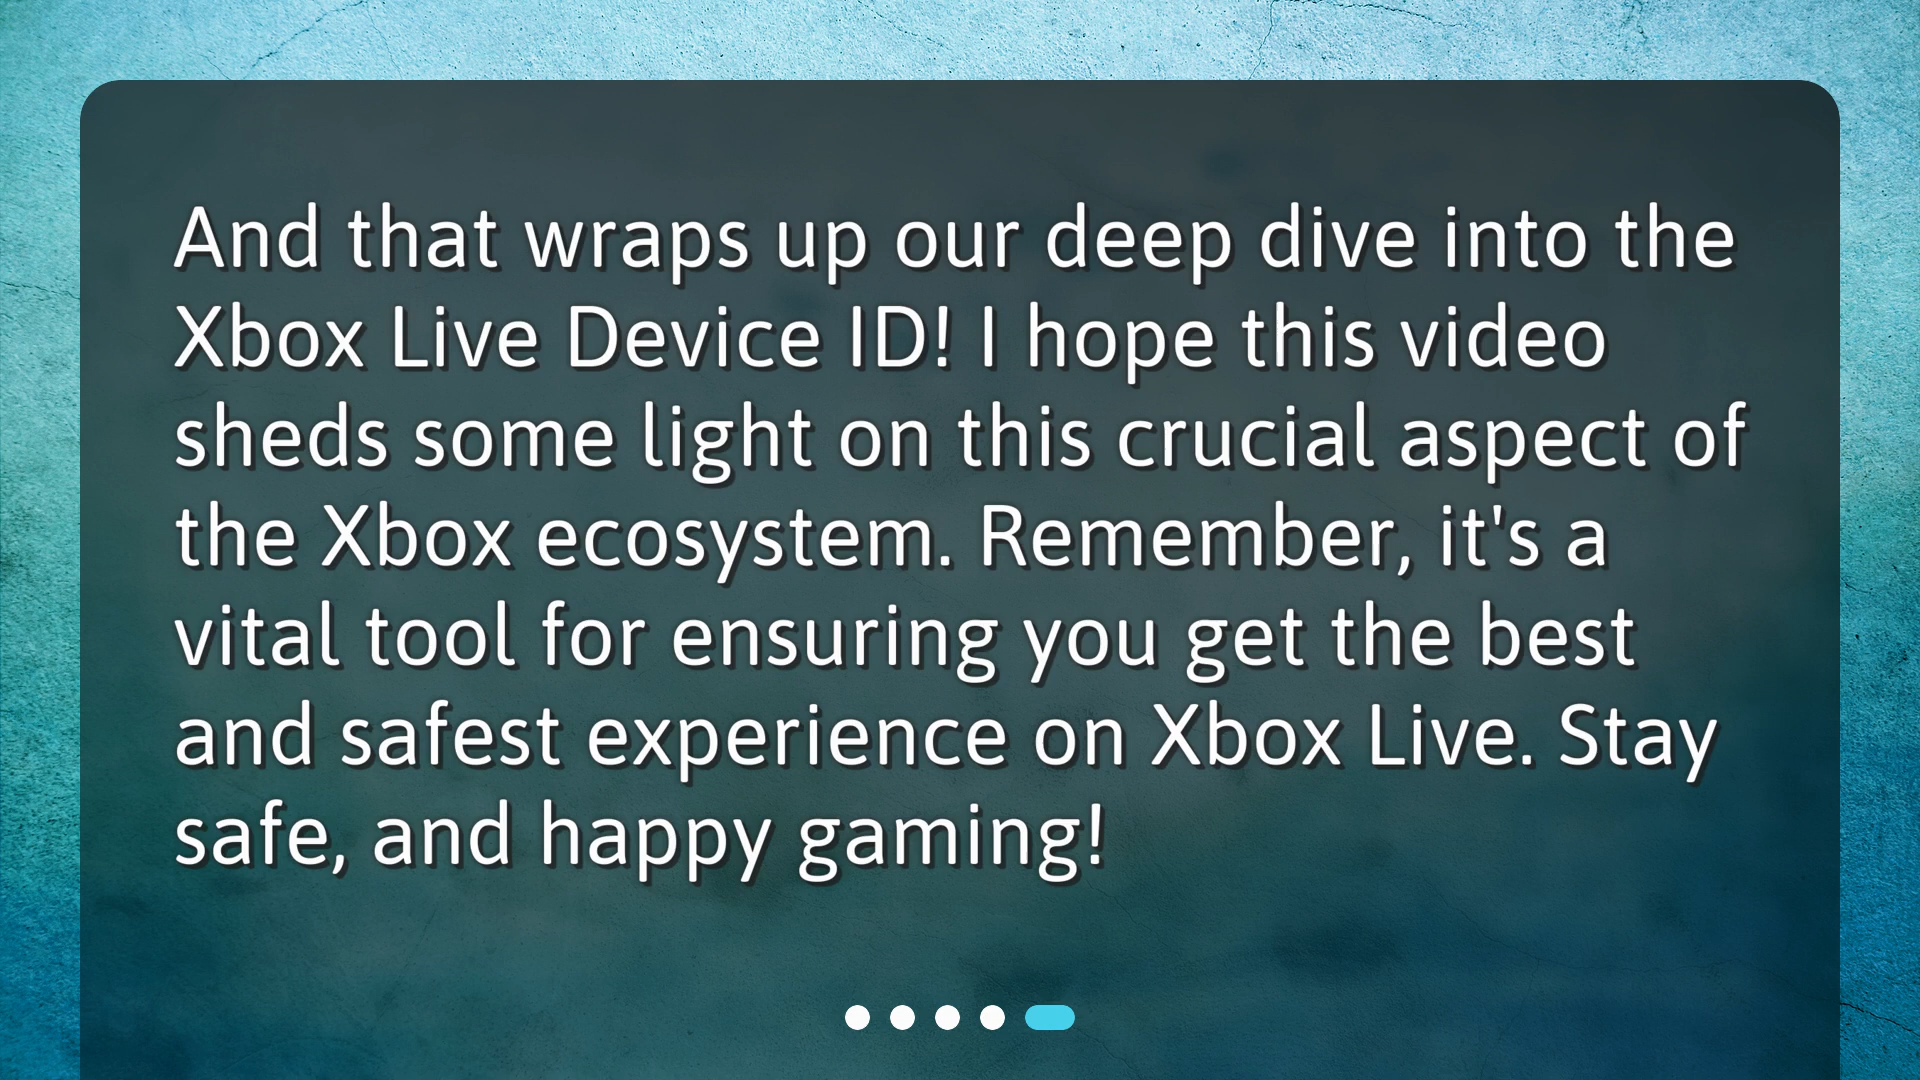 And that wraps up our deep dive into the
Xbox Live Device ID! I hope this video
sheds some light on this crucial aspect of
the Xbox ecosystem. Remember, it's a
vital tool for ensuring you get the best
and safest experience on Xbox Live. Stay
safe, and happy gaming!